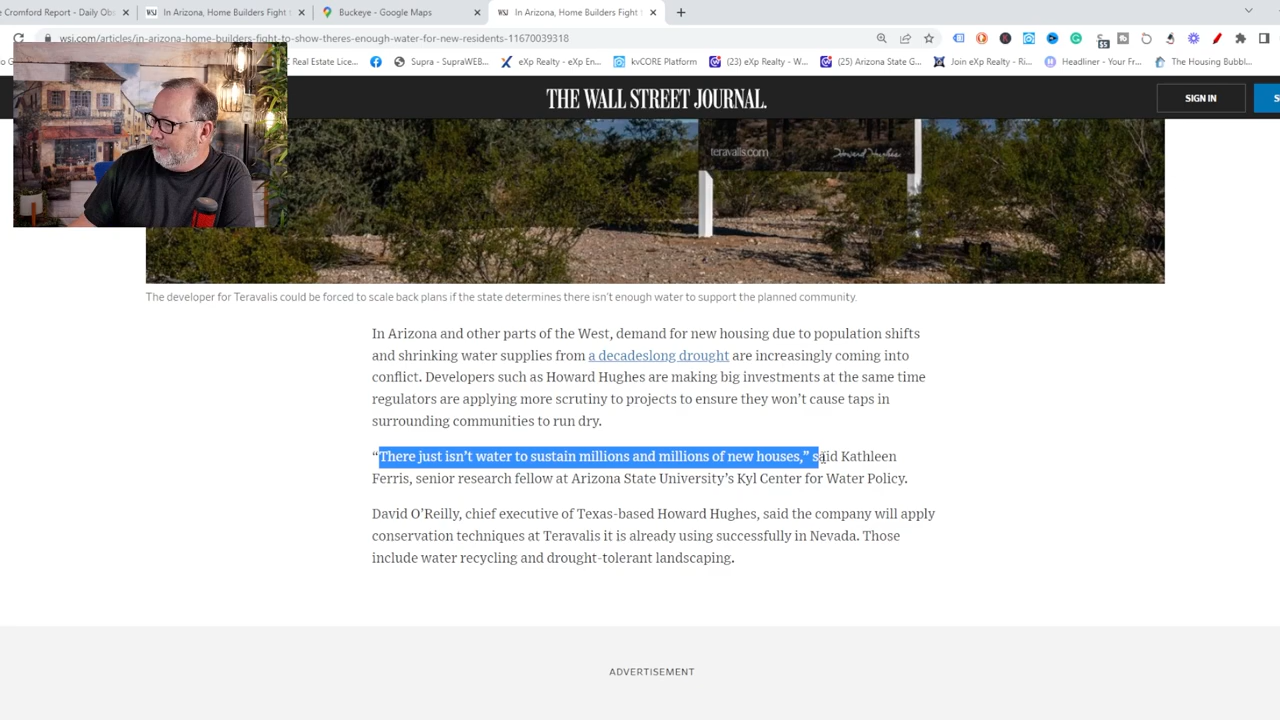 e Cromford Report - Daily Obs
In Arizona, Home Builders Fight t
Buckeye - Google Maps
In Arizona, Home Builders Fight t
wsj.com/articles/in-arizona-home-builders-fight-to-show-theres-enough-water-for-new-residents-11670039318
Z Real Estate Lice...
Supra - SupraWEB...
eXp Realty - eXp En...
kvCORE Platform
(23) eXp Realty - W...
(25) Arizona State G...
Join eXp Realty - Ri...
Headliner - Your Fr...
The Housing Bubbl...
THE WALL STREET JOURNAL.
SIGN IN
S
teravalis.com
Howard Hughes
The developer for Teravalis could be forced to scale back plans if the state determines there isn’t enough water to support the planned community.
In Arizona and other parts of the West, demand for new housing due to population shifts
and shrinking water supplies from a decadeslong drought are increasingly coming into
conflict. Developers such as Howard Hughes are making big investments at the same time
regulators are applying more scrutiny to projects to ensure they won’t cause taps in
surrounding communities to run dry.
“There just isn’t water to sustain millions and millions of new houses,” said Kathleen
Ferris, senior research fellow at Arizona State University’s Kyl Center for Water Policy.
David O’Reilly, chief executive of Texas-based Howard Hughes, said the company will apply
conservation techniques at Teravalis it is already using successfully in Nevada. Those
include water recycling and drought-tolerant landscaping.
ADVERTISEMENT